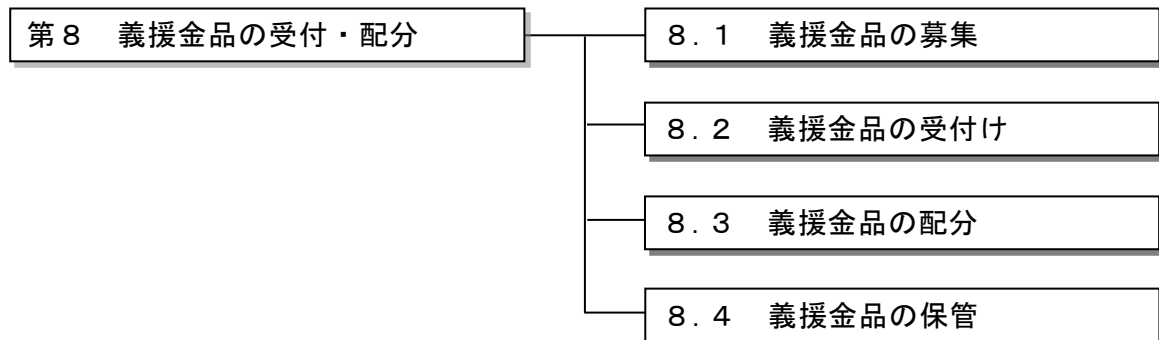 第８　義援金品の受付・配分
８．１　義援金品の募集
８．２　義援金品の受付け
８．３　義援金品の配分
８．４　義援金品の保管